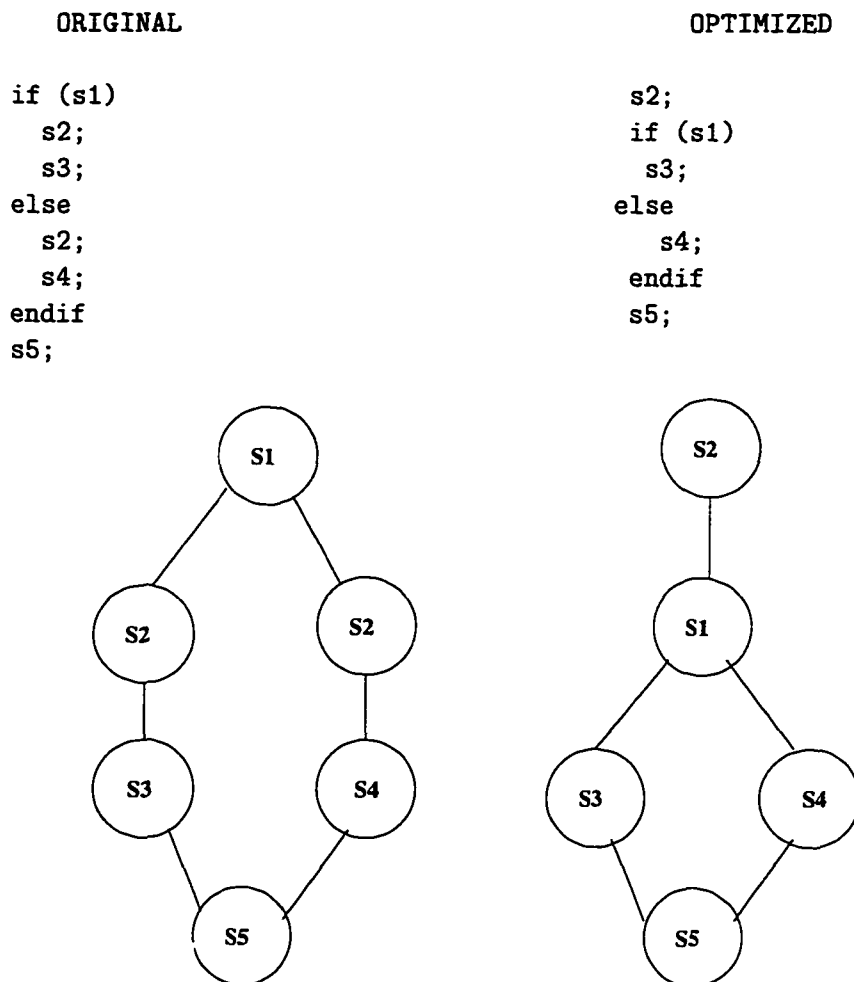 ORIGINAL
if (s1)
  s2;
  s3;
else
  s2;
  s4;
endif
s5;
OPTIMIZED
s2;
if (s1)
 s3;
else
  s4;
endif
s5;
S1
S2
S2
S3
S4
S5
S2
S1
S3
S4
S5